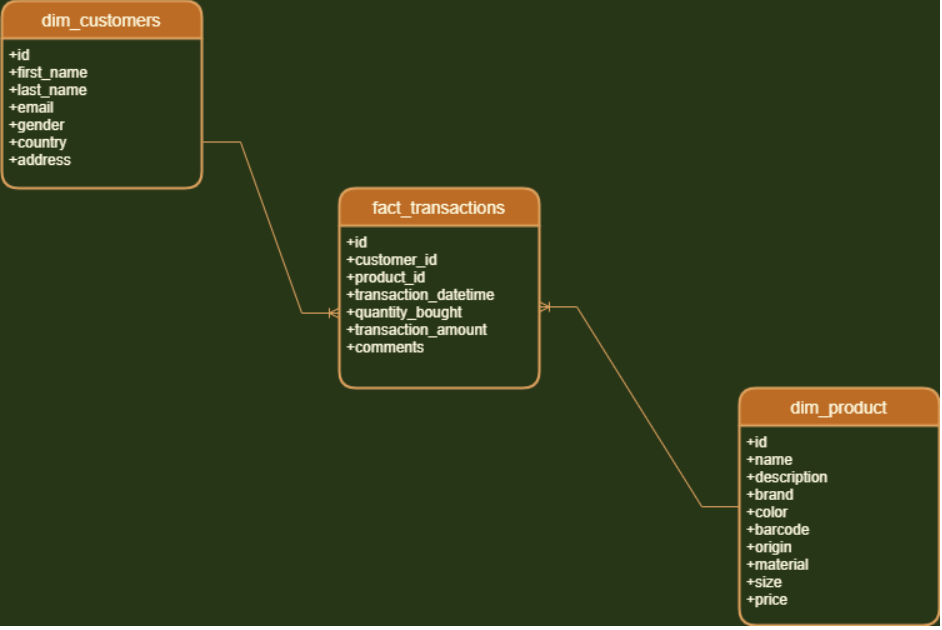 dim_customers
+id
+first_name
+last_name
+email
+gender
+country
+address
fact_transactions
+id
+customer_id
+product_id
+transaction_datetime
+quantity_bought
+transaction_amount
+comments
dim_product
+id
+name
+description
+brand
+color
+barcode
+origin
+material
+size
+price